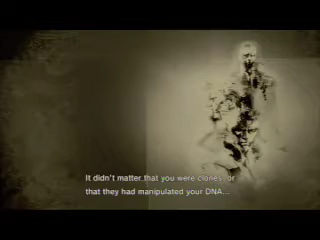 It didn't matter that you were clones, or
that they had manipulated your DNA...